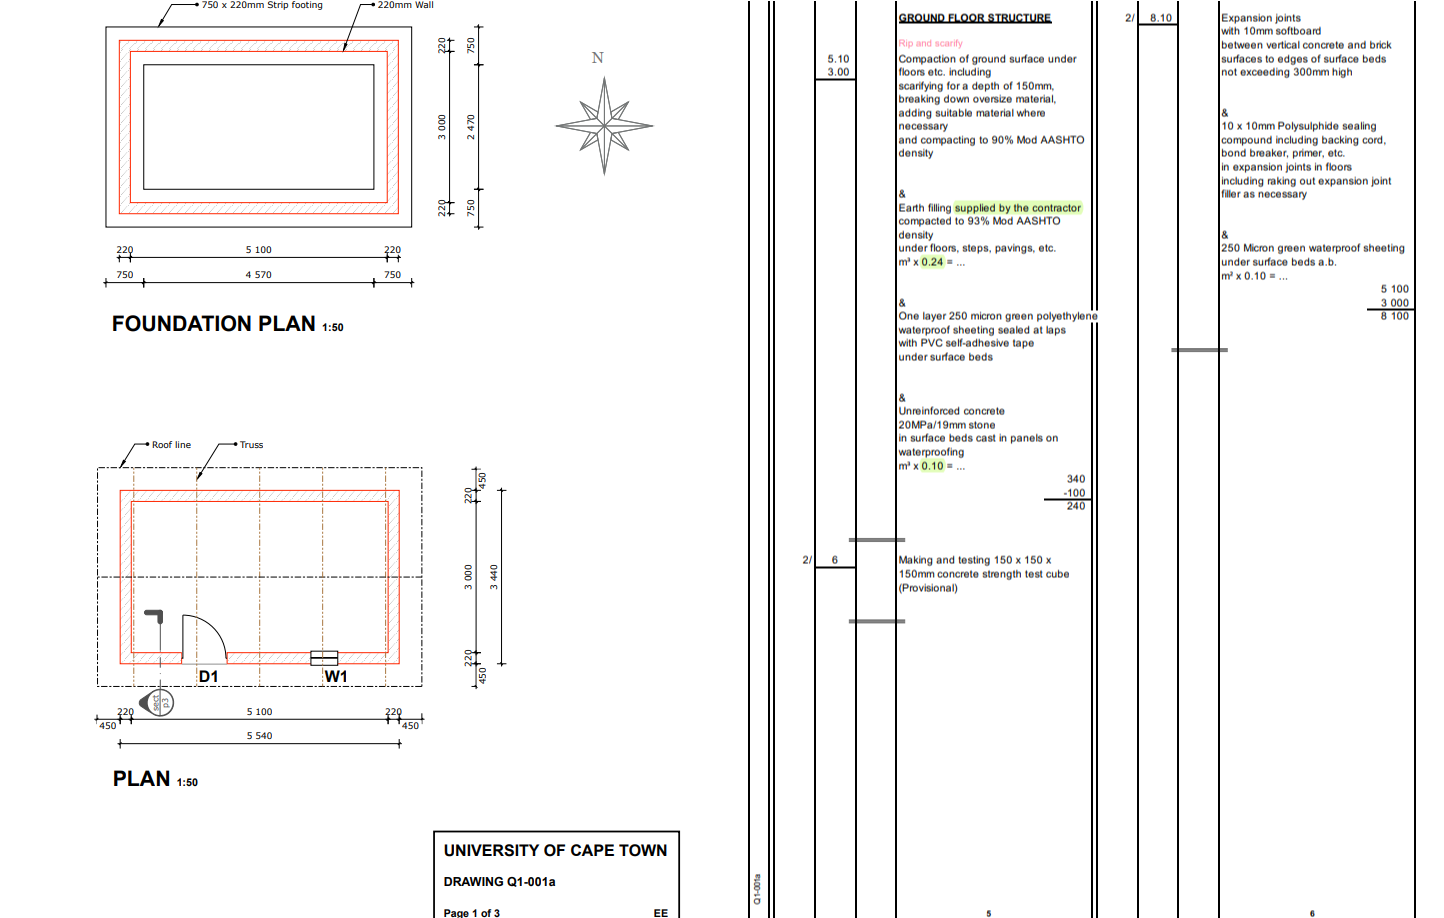 750 x 220mm Strip footing
220mm Wall
220
750
3 000
2 470
220
750
N
220
5 100
220
750
4 570
750
FOUNDATION PLAN 1:50
Roof line
Truss
450
220
3 000
3 440
220
450
D1
W1
sect
p3
220
5 100
220
450
450
5 540
PLAN 1:50
UNIVERSITY OF CAPE TOWN
DRAWING Q1-001a
Page 1 of 3
EE
Q1-001a
GROUND FLOOR STRUCTURE
Rip and scarify
5.10
3.00
Compaction of ground surface under
floors etc. including
scarifying for a depth of 150mm,
breaking down oversize material,
adding suitable material where
necessary
and compacting to 90% Mod AASHTO
density
&
Earth filling supplied by the contractor
compacted to 93% Mod AASHTO
density
under floors, steps, pavings, etc.
m³ x 0.24 = ...
&
One layer 250 micron green polyethylene
waterproof sheeting sealed at laps
with PVC self-adhesive tape
under surface beds
&
Unreinforced concrete
20MPa/19mm stone
in surface beds cast in panels on
waterproofing
m³ x 0.10 = ...
340
-100
240
2/ 6
Making and testing 150 x 150 x
150mm concrete strength test cube
(Provisional)
5
2/ 8.10
Expansion joints
with 10mm softboard
between vertical concrete and brick
surfaces to edges of surface beds
not exceeding 300mm high
&
10 x 10mm Polysulphide sealing
compound including backing cord,
bond breaker, primer, etc.
in expansion joints in floors
including raking out expansion joint
filler as necessary
&
250 Micron green waterproof sheeting
under surface beds a.b.
m² x 0.10 = ...
5 100
3 000
8 100
6